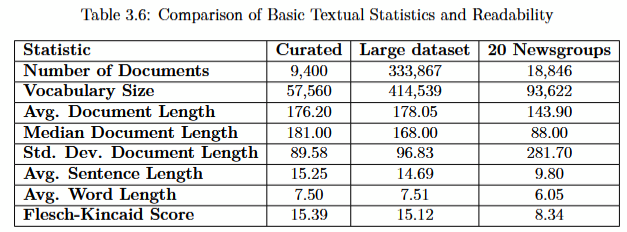 Table 3.6: Comparison of Basic Textual Statistics and Readability
Statistic Curated Large dataset 20 Newsgroups
Number of Documents 9,400 333,867 18,846
Vocabulary Size 57,560 414,539 93,622
Avg. Document Length 176.20 178.05 143.90
Median Document Length 181.00 168.00 88.00
Std. Dev. Document Length 89.58 96.83 281.70
Avg. Sentence Length 15.25 14.69 9.80
Avg. Word Length 7.50 7.51 6.05
Flesch-Kincaid Score 15.39 15.12 8.34